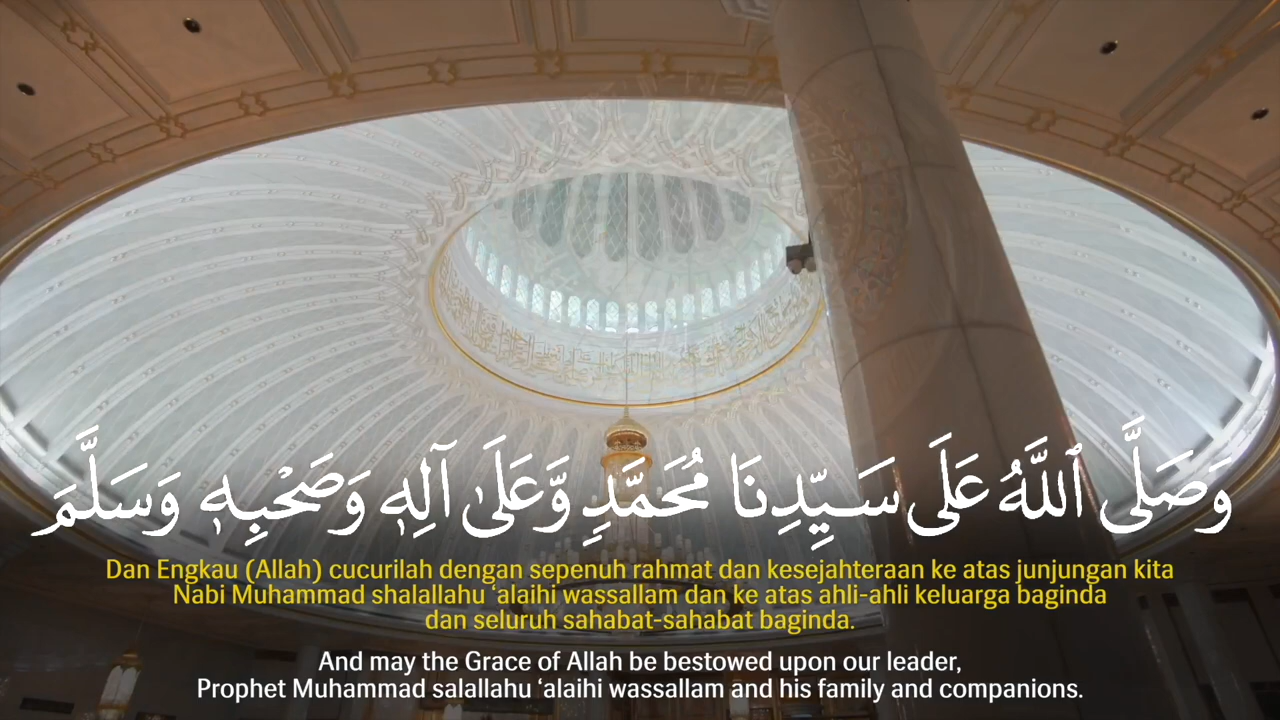 وَصَلَّى ٱللَّهُ عَلَى سَيِّدِنَا مُحَمَّدٍ وَّعَلَىٰ آلِهٖ وَصَحْبِهٖ وَسَلَّمَ
Dan Engkau (Allah) cucurilah dengan sepenuh rahmat dan kesejahteraan ke atas junjungan kita
Nabi Muhammad shalallahu ‘alaihi wassallam dan ke atas ahli-ahli keluarga baginda
dan seluruh sahabat-sahabat baginda.
And may the Grace of Allah be bestowed upon our leader,
Prophet Muhammad salallahu ‘alaihi wassallam and his family and companions.